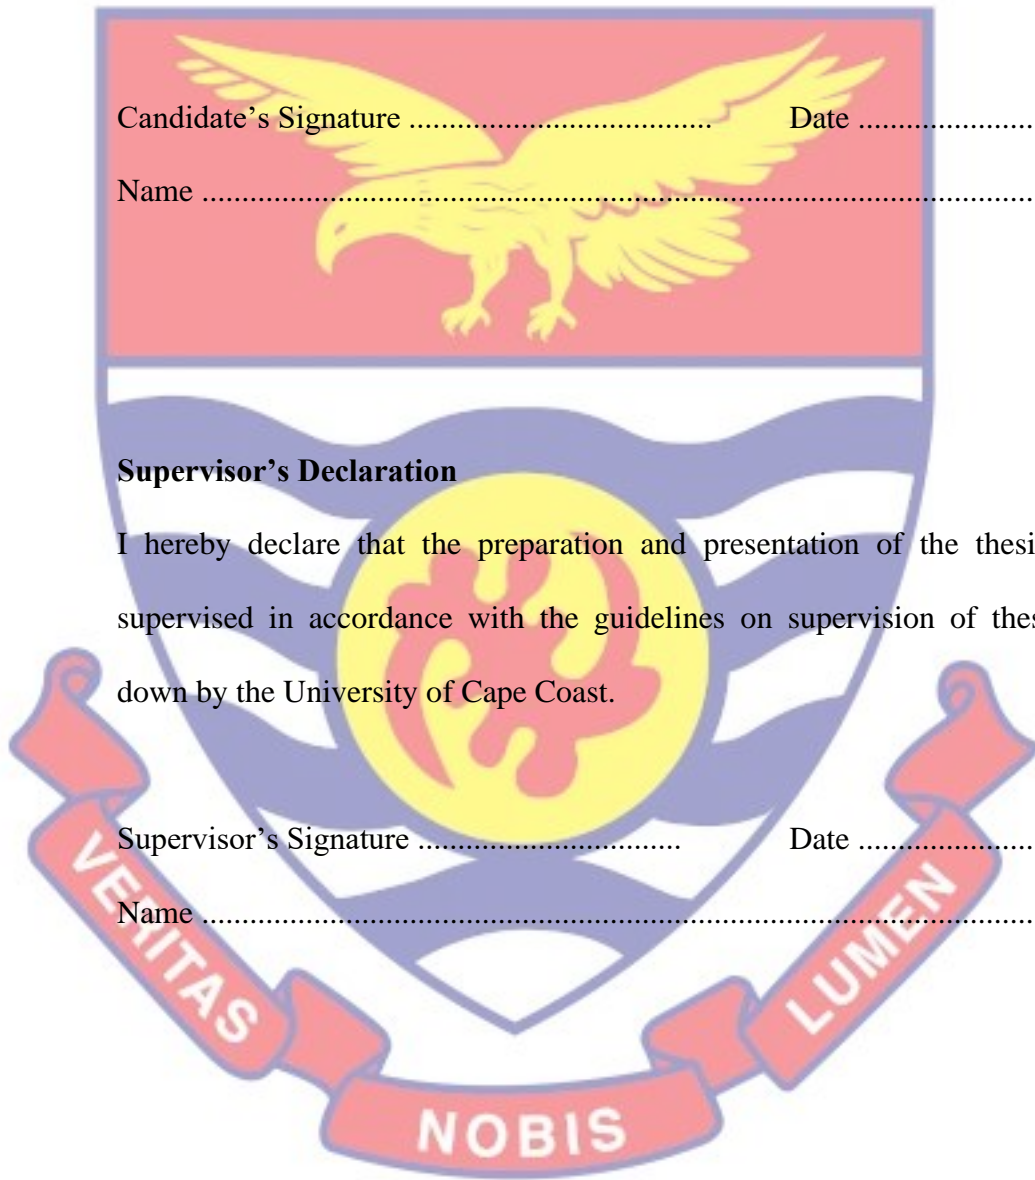 Candidate’s Signature ..................................... Date .....................
Name ........................................................................................................
Supervisor’s Declaration
I hereby declare that the preparation and presentation of the thesi
supervised in accordance with the guidelines on supervision of thes
down by the University of Cape Coast.
Supervisor’s Signature ................................ Date .....................
Name ........................................................................................................
VERITAS
NOBIS
LUMEN